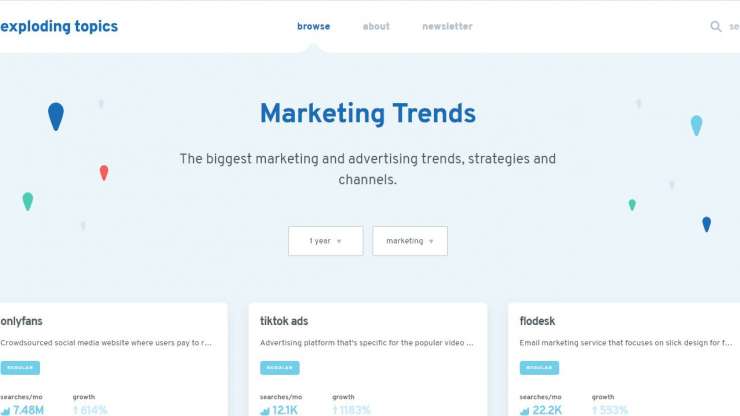 exploding topics
browse about newsletter se
Marketing Trends
The biggest marketing and advertising trends, strategies and
channels.
1 year marketing
onlyfans tiktok ads flodesk
Crowdsourced social media website where users pay to r... Advertising platform that's specific for the popular video ... Email marketing service that focuses on slick design for f...
REGULAR REGULAR REGULAR
searches/mo growth searches/mo growth searches/mo growth
7.48M 614% 12.1K 1183% 22.2K 553%